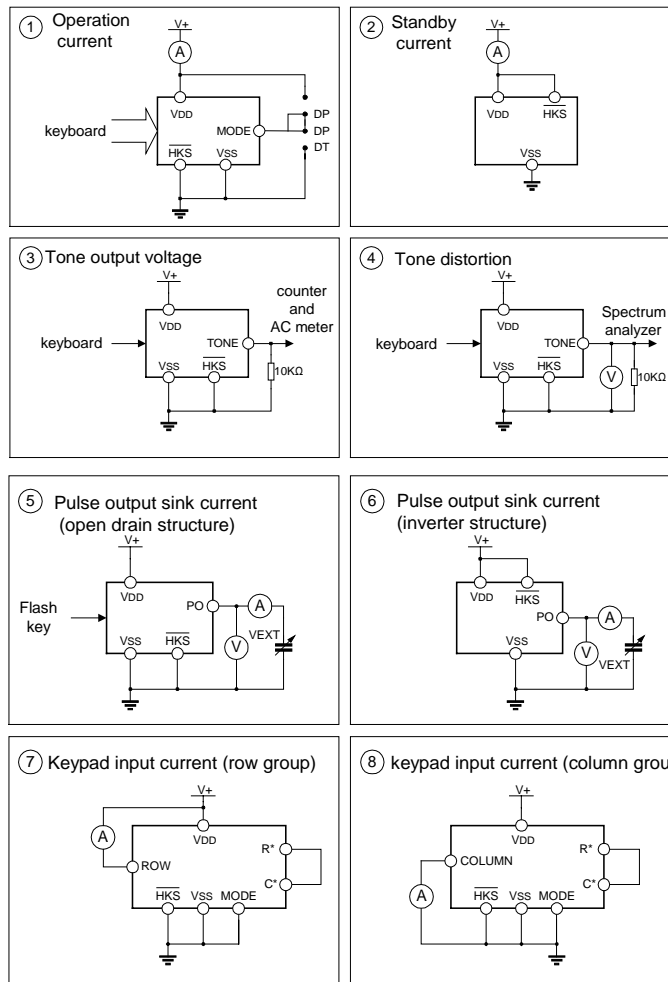 1 Operation current
V+
A
VDD
keyboard
MODE
DP
DP
DT
HKS
VSS
2 Standby current
V+
A
VDD
HKS
VSS
3 Tone output voltage
V+
counter and AC meter
VDD
keyboard
TONE
VSS
HKS
10KΩ
4 Tone distortion
V+
Spectrum analyzer
VDD
keyboard
TONE
VSS
HKS
V
10KΩ
5 Pulse output sink current
(open drain structure)
V+
VDD
PO
A
Flash key
VSS
HKS
V
VEXT
6 Pulse output sink current
(inverter structure)
V+
VDD
HKS
PO
A
VSS
V
VEXT
7 Keypad input current (row group)
V+
A
VDD
R*
ROW
C*
HKS
VSS
MODE
8 keypad input current (column grou
V+
VDD
R*
COLUMN
A
C*
HKS
VSS
MODE